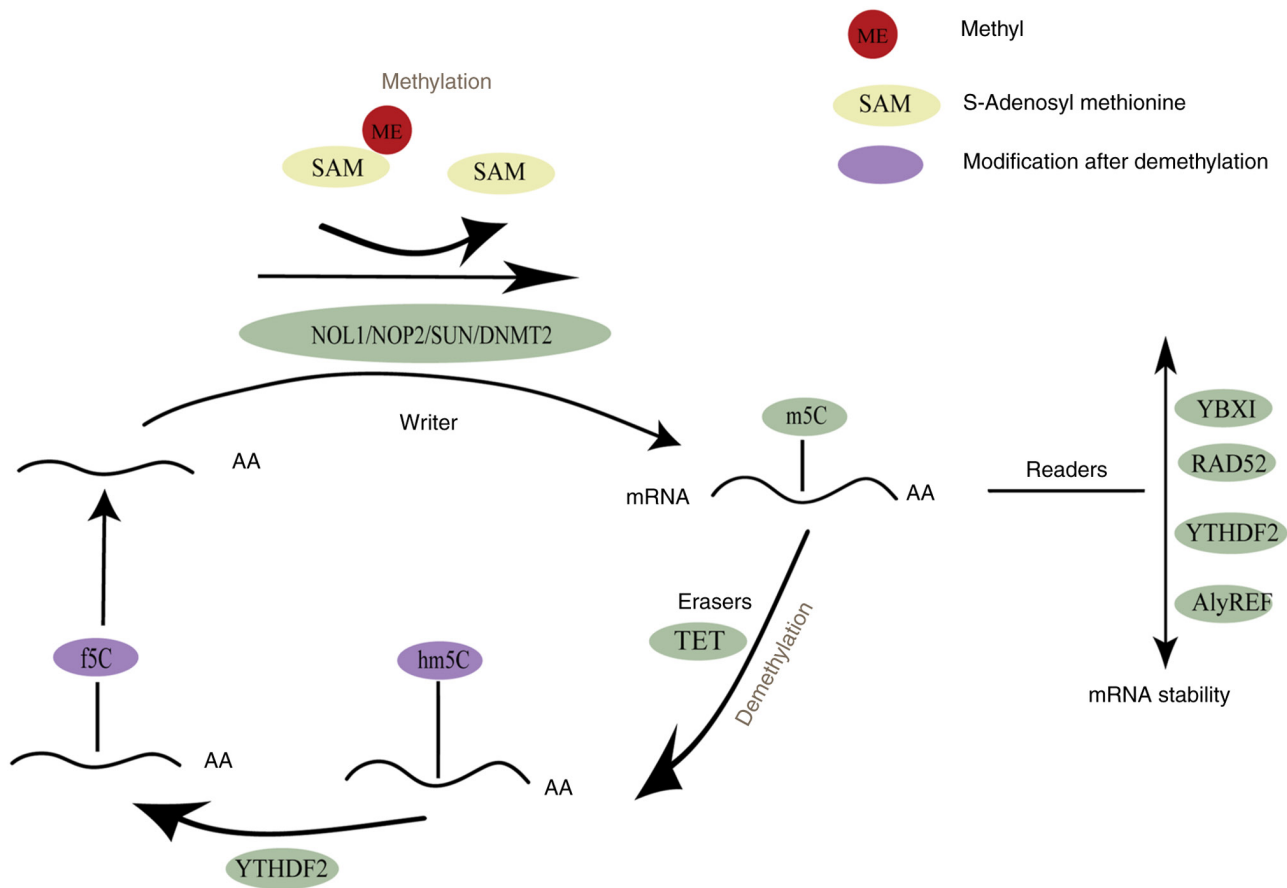 ME
Methyl
Methylation
SAM
S-Adenosyl methionine
ME
SAM
SAM
Modification after demethylation
NOL1/NOP2/SUN/DNMT2
Writer
AA
m5C
mRNA
AA
Readers
YBXI
RAD52
YTHDF2
AlyREF
mRNA stability
Erasers
TET
Demethylation
f5C
AA
hm5C
AA
YTHDF2